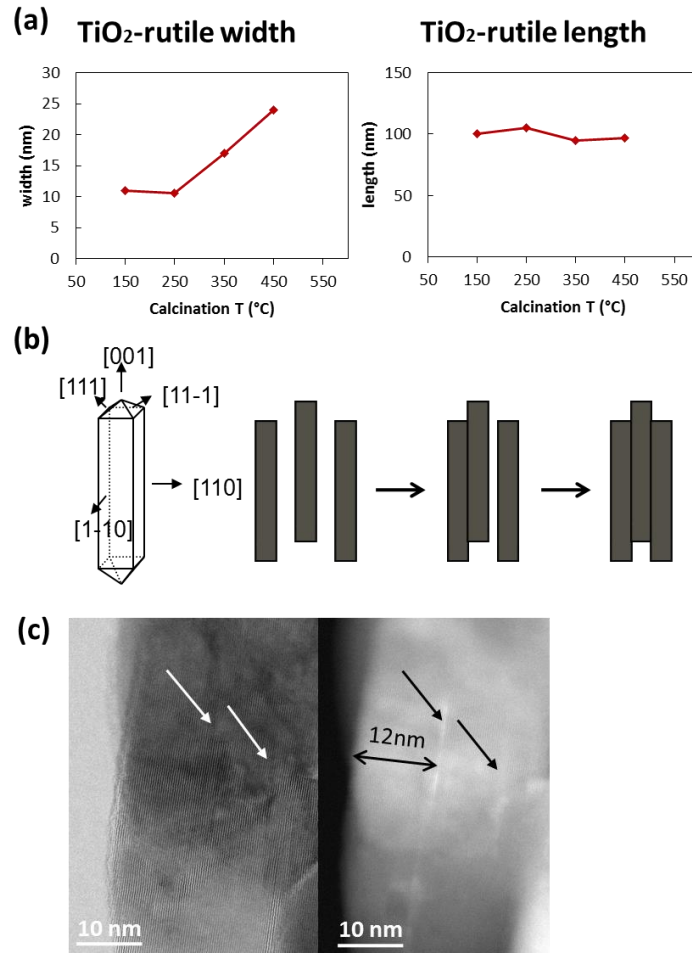 (a)
TiO2-rutile width
30
25
20
15
10
5
0
width (nm)
50 150 250 350 450 550
Calcination T (°C)
TiO2-rutile length
150
100
50
0
length (nm)
50 150 250 350 450 550
Calcination T (°C)
(b)
[001]
[111]
[11-1]
[110]
[1-10]
(c)
12nm
10 nm
10 nm